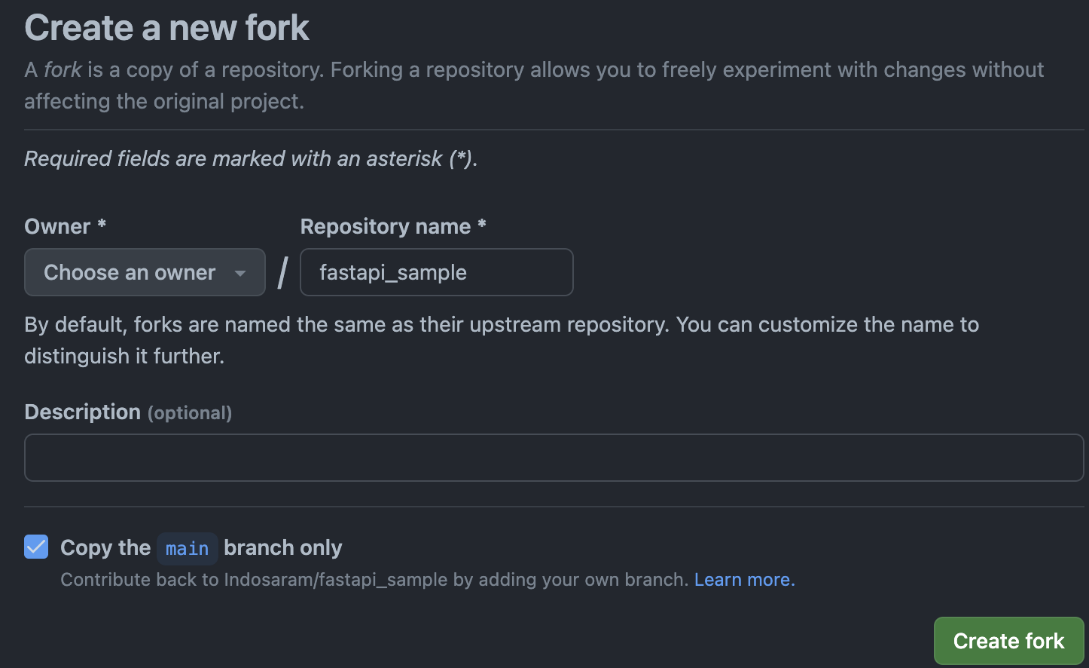 Create a new fork
A fork is a copy of a repository. Forking a repository allows you to freely experiment with changes without
affecting the original project.
Required fields are marked with an asterisk (*).
Owner *
Repository name *
Choose an owner / fastapi_sample
By default, forks are named the same as their upstream repository. You can customize the name to
distinguish it further.
Description (optional)
Copy the main branch only
Contribute back to Indosaram/fastapi_sample by adding your own branch. Learn more.
Create fork